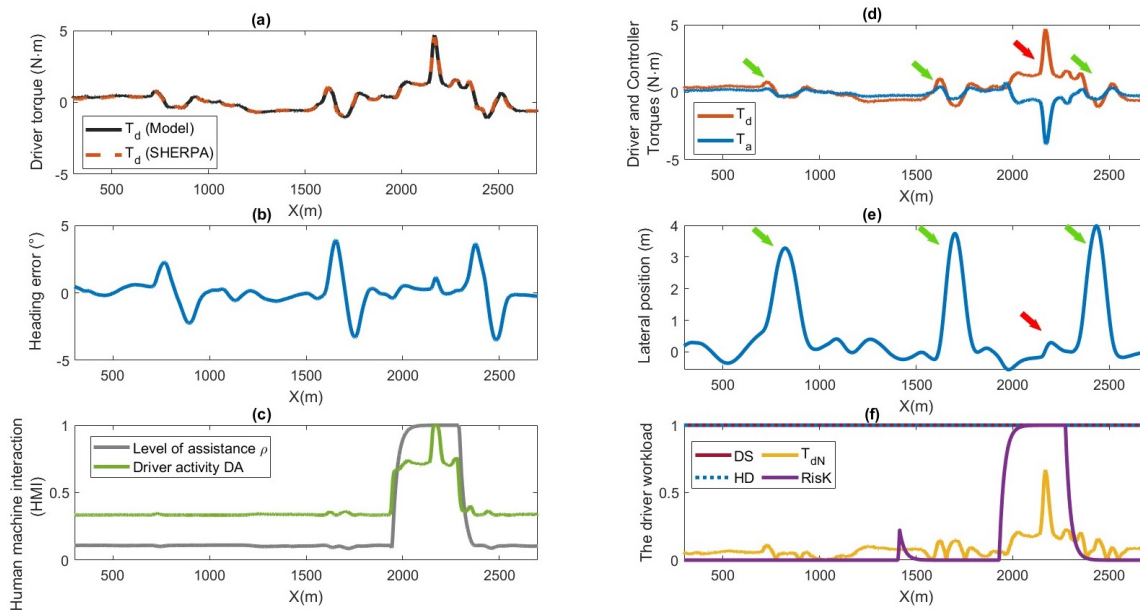 (a)
Driver torque (N·m)
5
0
-5
T_d (Model)
T_d (SHERPA)
500 1000 1500 2000 2500
X(m)
(b)
Heading error (°)
5
0
-5
500 1000 1500 2000 2500
X(m)
(c)
Human machine interaction
(HMI)
1
0.5
0
Level of assistance ρ
Driver activity DA
500 1000 1500 2000 2500
X(m)
(d)
Driver and Controller
Torques (N·m)
5
0
-5
T_d
T_a
500 1000 1500 2000 2500
X(m)
(e)
Lateral position (m)
4
3
2
1
0
500 1000 1500 2000 2500
X(m)
(f)
The driver workload
1
0.5
0
DS T_dN
HD RisK
500 1000 1500 2000 2500
X(m)